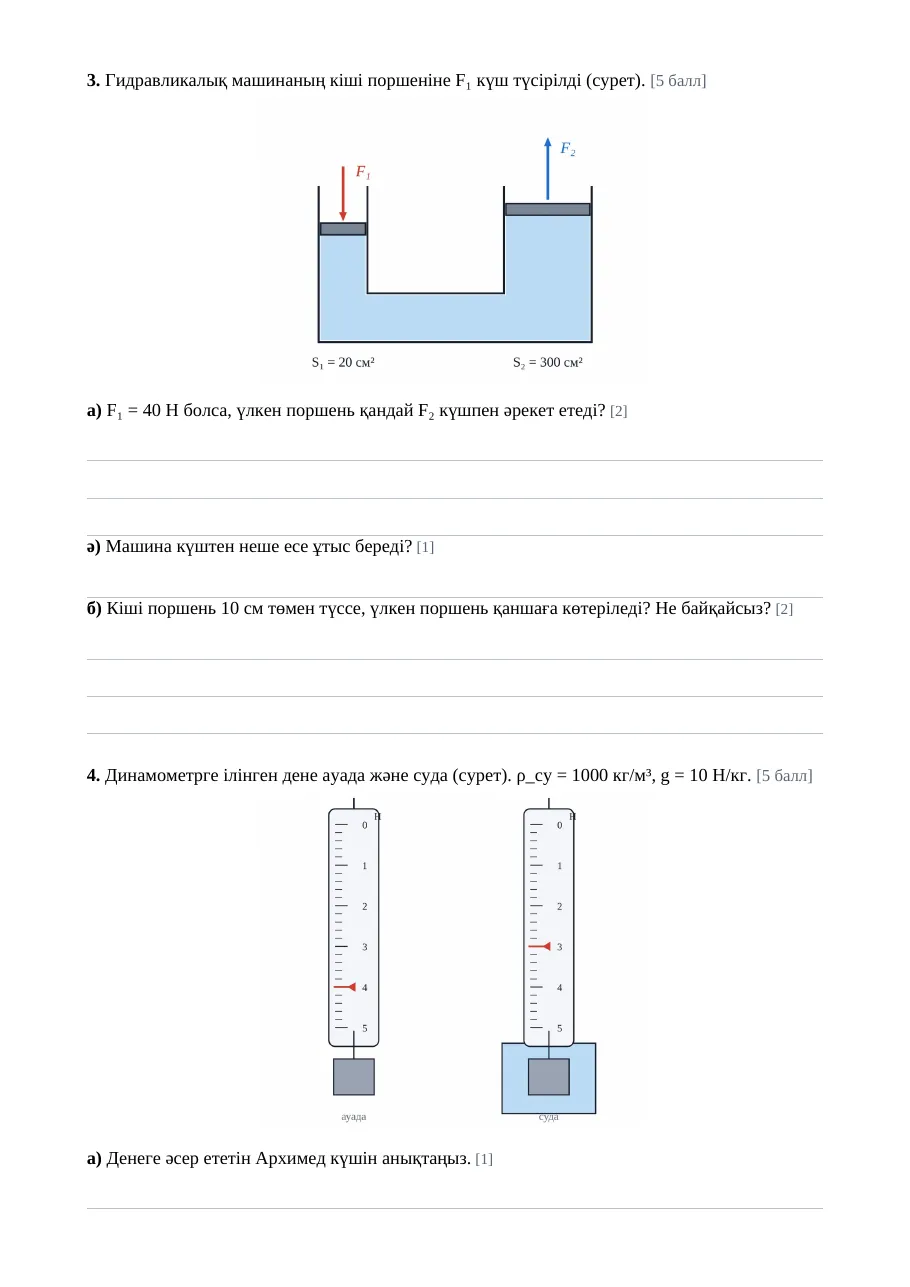 3. Гидравликалық машинаның кіші поршеніне F₁ күш түсірілді (сурет). [5 балл]
F₂
F₁
S₁ = 20 см² S₂ = 300 см²
а) F₁ = 40 Н болса, үлкен поршень қандай F₂ күшпен әрекет етеді? [2]
ә) Машина күштен неше есе ұтыс береді? [1]
б) Кіші поршень 10 см төмен түссе, үлкен поршень қаншаға көтеріледі? Не байқайсыз? [2]
4. Динамометрге ілінген дене ауада және суда (сурет). ρ_су = 1000 кг/м³, g = 10 Н/кг. [5 балл]
Н Н
0 0
1 1
2 2
3 3
4 4
5 5
ауада суда
а) Денеге әсер ететін Архимед күшін анықтаңыз. [1]